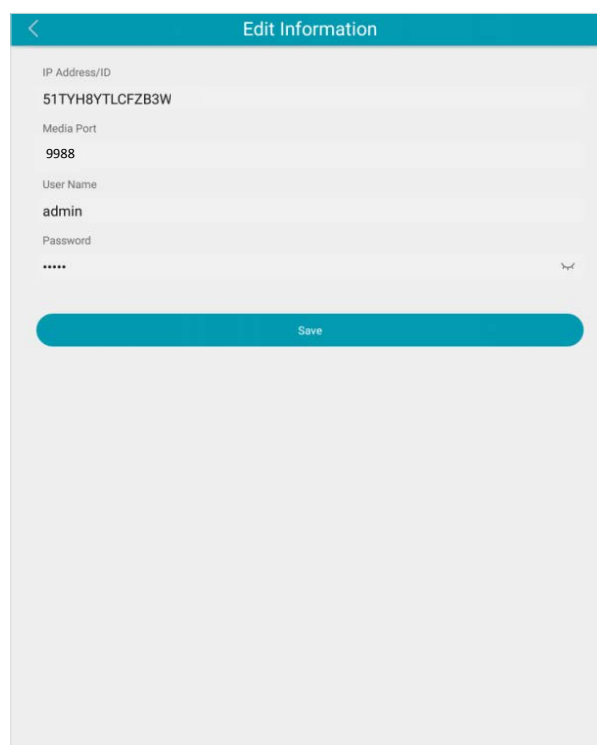 Edit Information
IP Address/ID
51TYH8YTLCFZB3W
Media Port
9988
User Name
admin
Password
•••••
Save